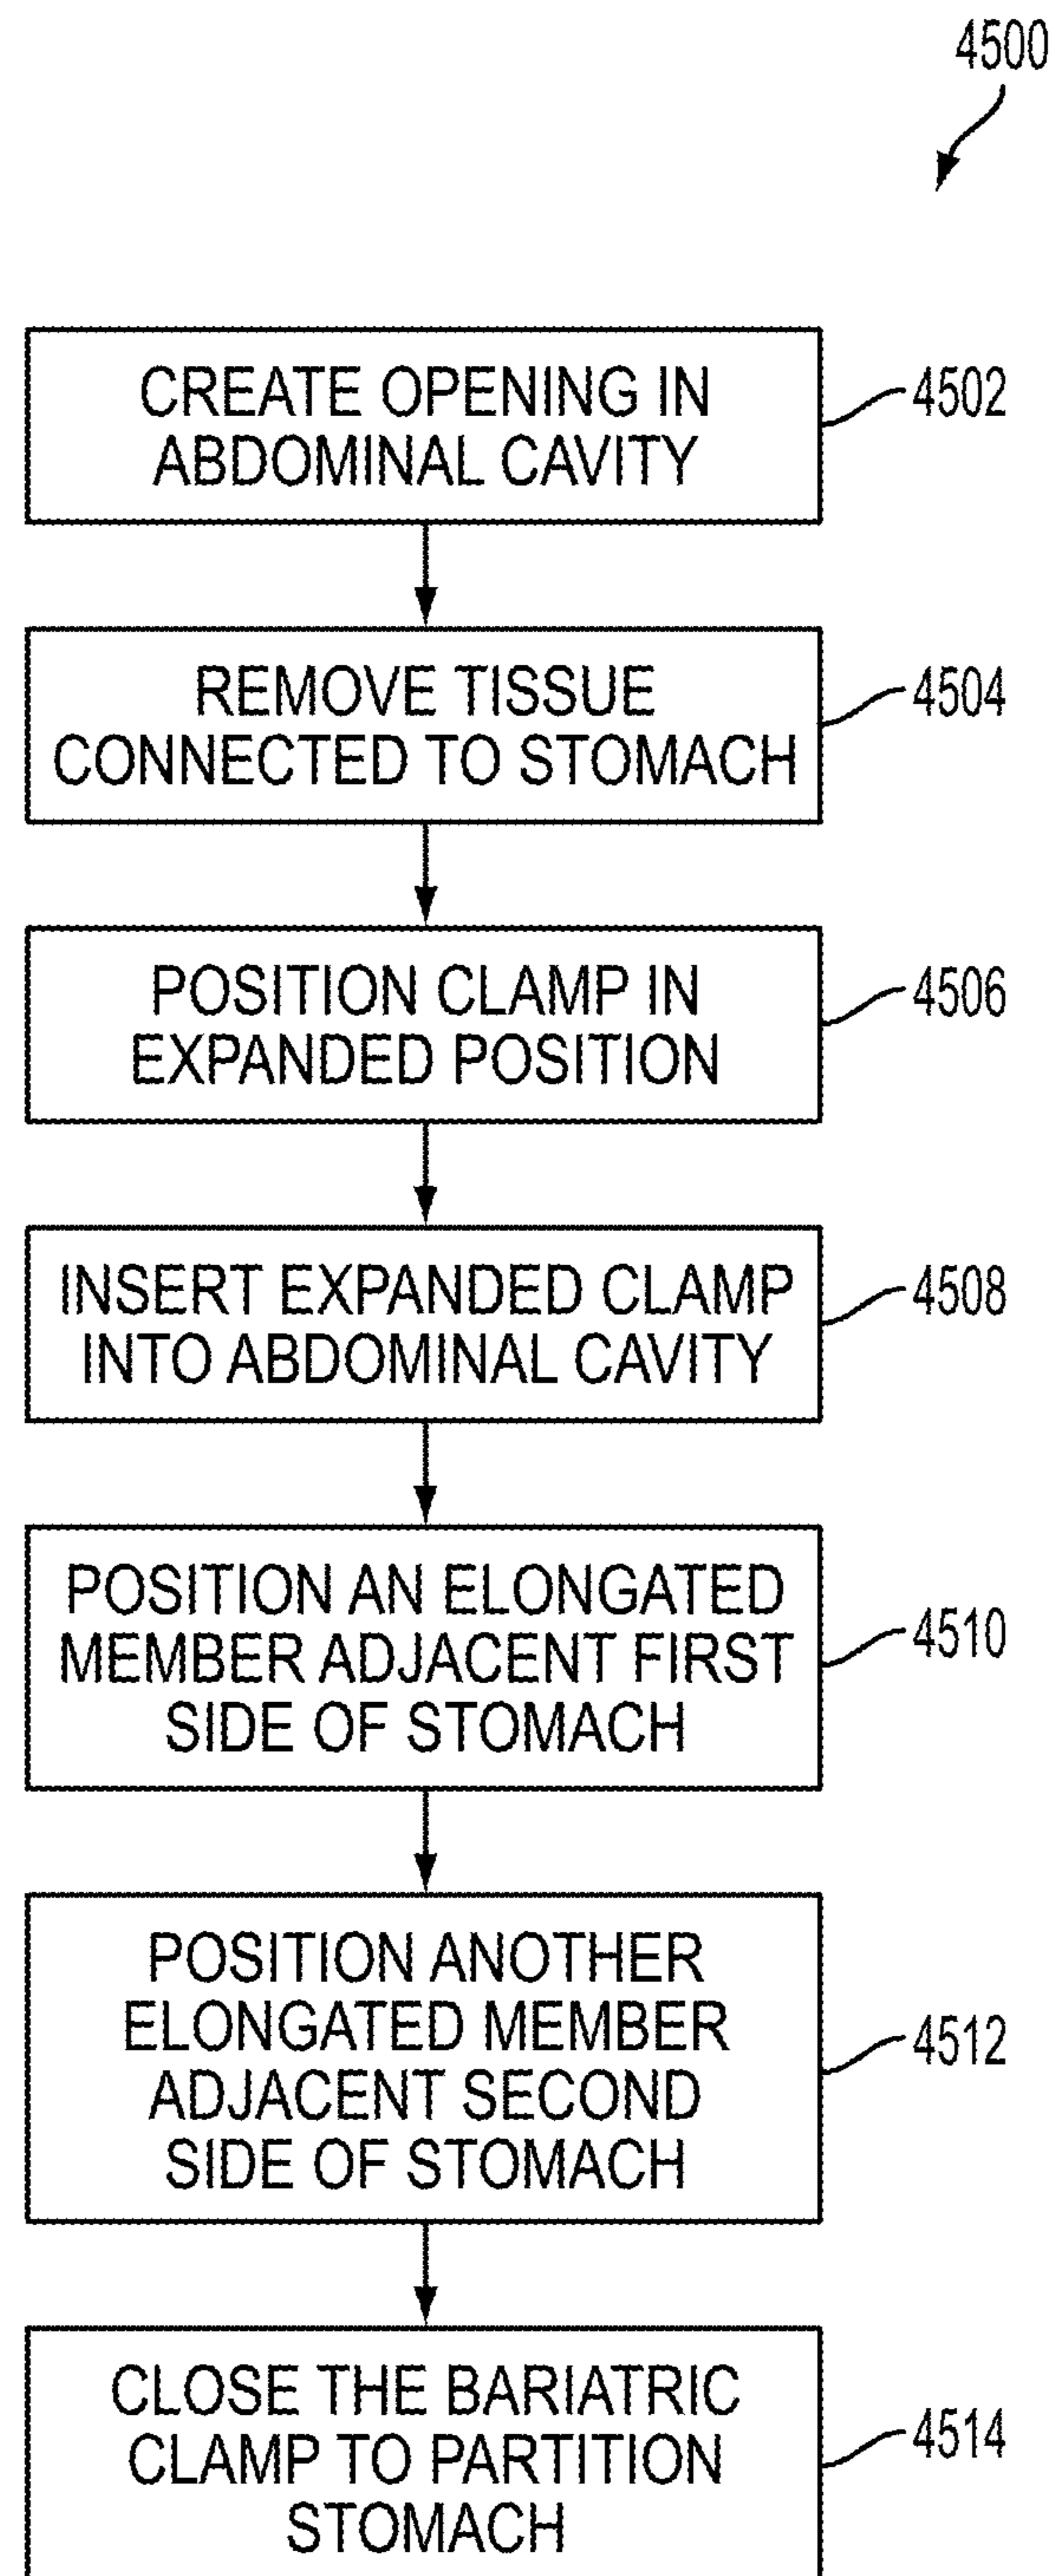 4500
CREATE OPENING IN
ABDOMINAL CAVITY
4502
REMOVE TISSUE
CONNECTED TO STOMACH
4504
POSITION CLAMP IN
EXPANDED POSITION
4506
INSERT EXPANDED CLAMP
INTO ABDOMINAL CAVITY
4508
POSITION AN ELONGATED
MEMBER ADJACENT FIRST
SIDE OF STOMACH
4510
POSITION ANOTHER
ELONGATED MEMBER
ADJACENT SECOND
SIDE OF STOMACH
4512
CLOSE THE BARIATRIC
CLAMP TO PARTITION
STOMACH
4514